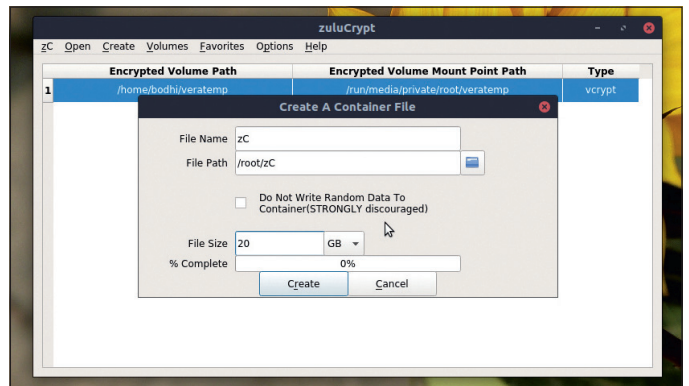 zuluCrypt
zC Open Create Volumes Favorites Options Help
Encrypted Volume Path Encrypted Volume Mount Point Path Type
1 /home/bodhi/veratemp /run/media/private/root/veratemp vcrypt
Create A Container File
File Name zC
File Path /root/zC
Do Not Write Random Data To
Container(STRONGLY discouraged)
File Size 20 GB
% Complete 0%
Create Cancel